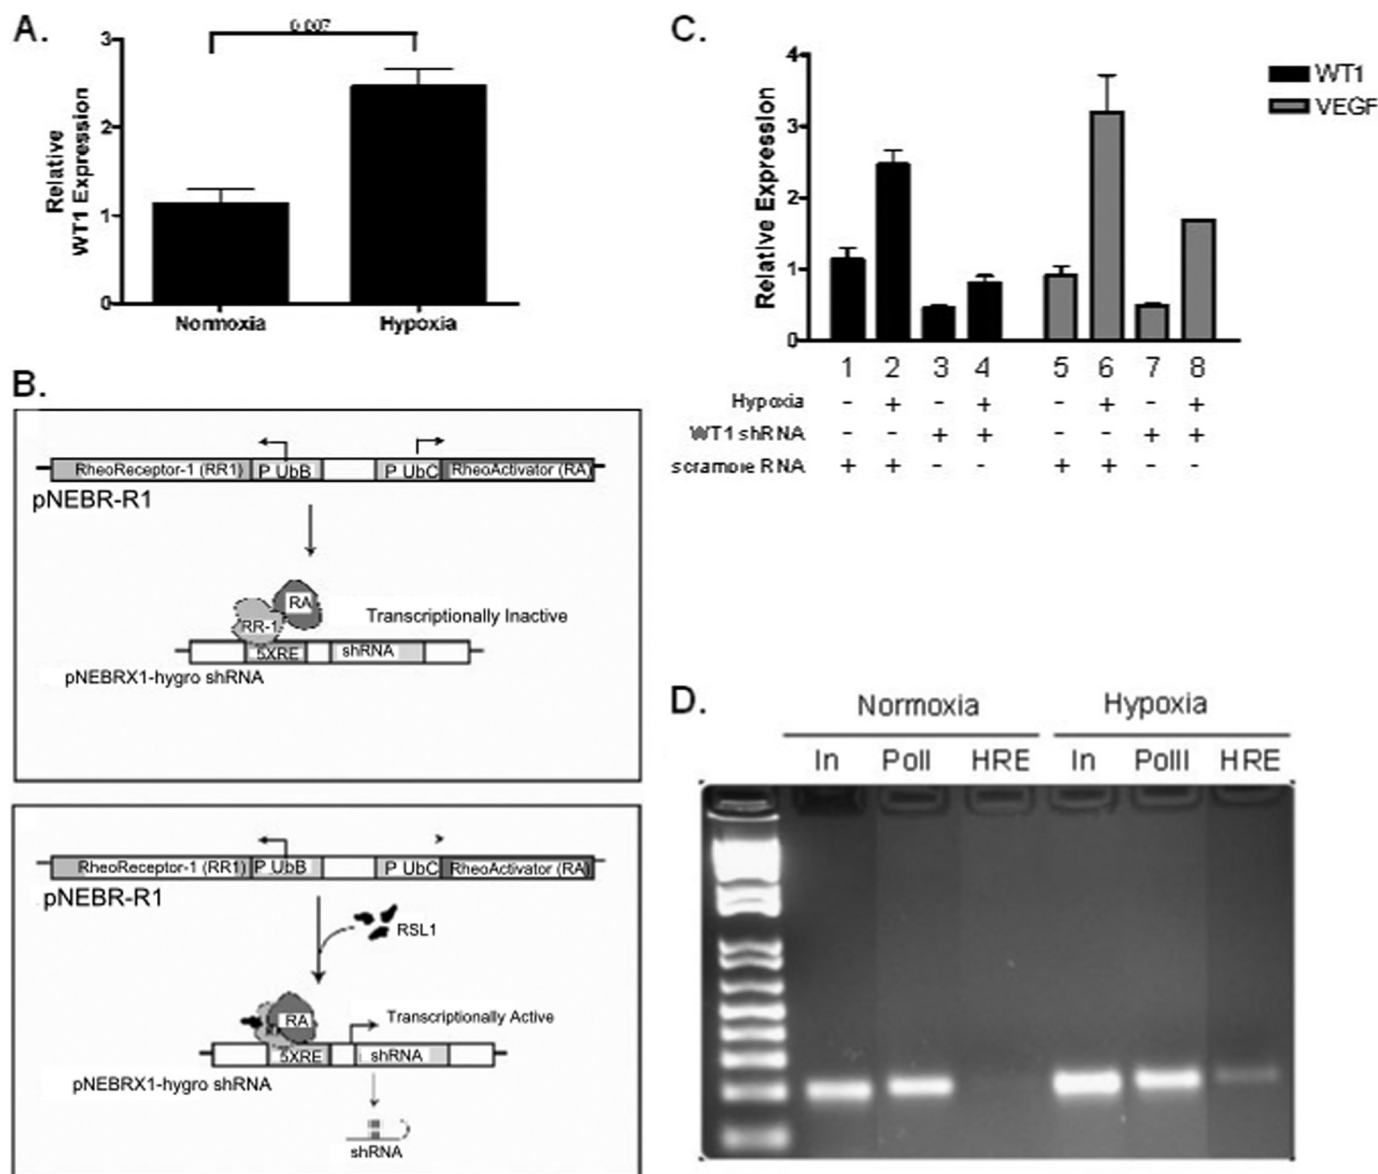 A.
0.007
3
2
1
0
Relative
WT1 Expression
Normoxia
Hypoxia
B.
RheoReceptor-1 (RR1)
P UbB
P UbC
RheoActivator (RA)
pNEBR-R1
RA
RR-1
Transcriptionally Inactive
5XRE
shRNA
pNEBRX1-hygro shRNA
RheoReceptor-1 (RR1)
P UbB
P UbC
RheoActivator (RA)
pNEBR-R1
RSL1
RA
Transcriptionally Active
5XRE
shRNA
pNEBRX1-hygro shRNA
shRNA
C.
4
3
2
1
0
Relative Expression
WT1
VEGF
1 2 3 4 5 6 7 8
Hypoxia - + - + - + - +
WT1 shRNA - - + + - - + +
scramble RNA + + - - + + - -
D.
Normoxia Hypoxia
In PolI HRE In PolII HRE